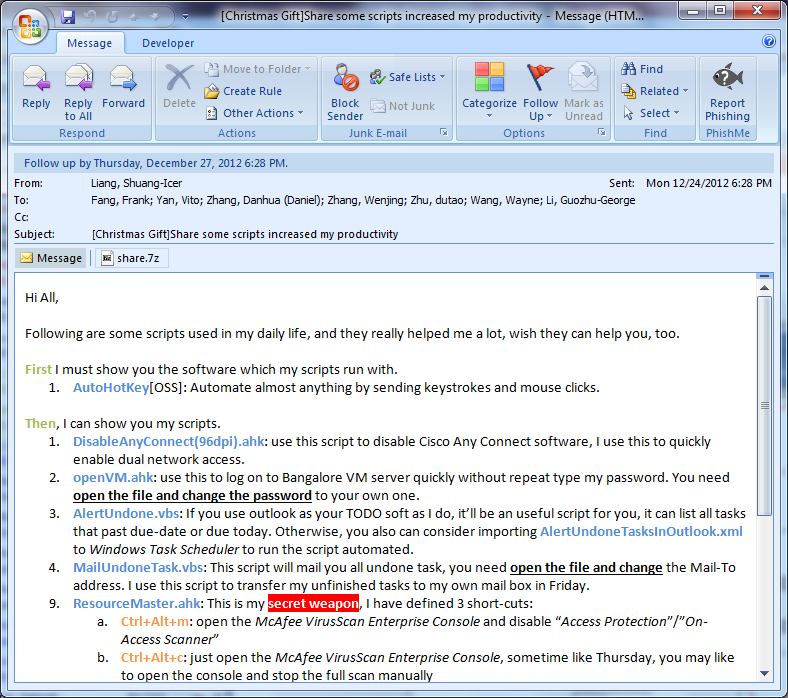 [Christmas Gift]Share some scripts increased my productivity - Message (HTM...
Message Developer
Reply
Reply to All
Forward
Respond
Delete
Move to Folder
Create Rule
Other Actions
Actions
Block Sender
Safe Lists
Not Junk
Junk E-mail
Categorize
Follow Up
Mark as Unread
Options
Find
Related
Select
Find
Report Phishing
PhishMe
Follow up by Thursday, December 27, 2012 6:28 PM.
From: Liang, Shuang-Icer Sent: Mon 12/24/2012 6:28 PM
To: Fang, Frank; Yan, Vito; Zhang, Danhua (Daniel); Zhang, Wenjing; Zhu, dutao; Wang, Wayne; Li, Guozhu-George
Cc:
Subject: [Christmas Gift]Share some scripts increased my productivity
Message share.7z
Hi All,
Following are some scripts used in my daily life, and they really helped me a lot, wish they can help you, too.
First I must show you the software which my scripts run with.
1. AutoHotKey[OSS]: Automate almost anything by sending keystrokes and mouse clicks.
Then, I can show you my scripts.
1. DisableAnyConnect(96dpi).ahk: use this script to disable Cisco Any Connect software, I use this to quickly
enable dual network access.
2. openVM.ahk: use this to log on to Bangalore VM server quickly without repeat type my password. You need
open the file and change the password to your own one.
3. AlertUndone.vbs: If you use outlook as your TODO soft as I do, it'll be an useful script for you, it can list all tasks
that past due-date or due today. Otherwise, you also can consider importing AlertUndoneTasksInOutlook.xml
to Windows Task Scheduler to run the script automated.
4. MailUndoneTask.vbs: This script will mail you all undone task, you need open the file and change the Mail-To
address. I use this script to transfer my unfinished tasks to my own mail box in Friday.
9. ResourceMaster.ahk: This is my secret weapon, I have defined 3 short-cuts:
a. Ctrl+Alt+m: open the McAfee VirusScan Enterprise Console and disable “Access Protection”/”On-
Access Scanner”
b. Ctrl+Alt+c: just open the McAfee VirusScan Enterprise Console, sometime like Thursday, you may like
to open the console and stop the full scan manually